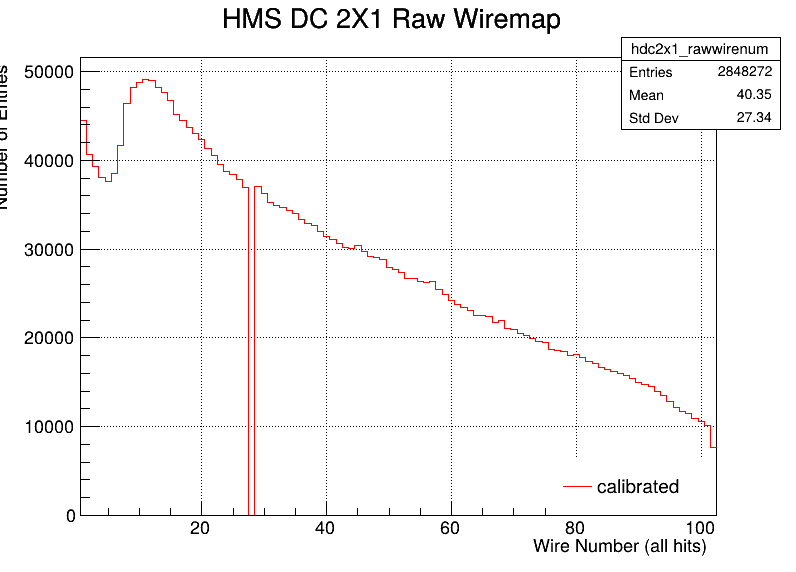 HMS DC 2X1 Raw Wiremap
hdc2x1_rawwirenum
Entries 2848272
Mean 40.35
Std Dev 27.34
Number of Entries
50000
40000
30000
20000
10000
0
calibrated
20 40 60 80 100
Wire Number (all hits)